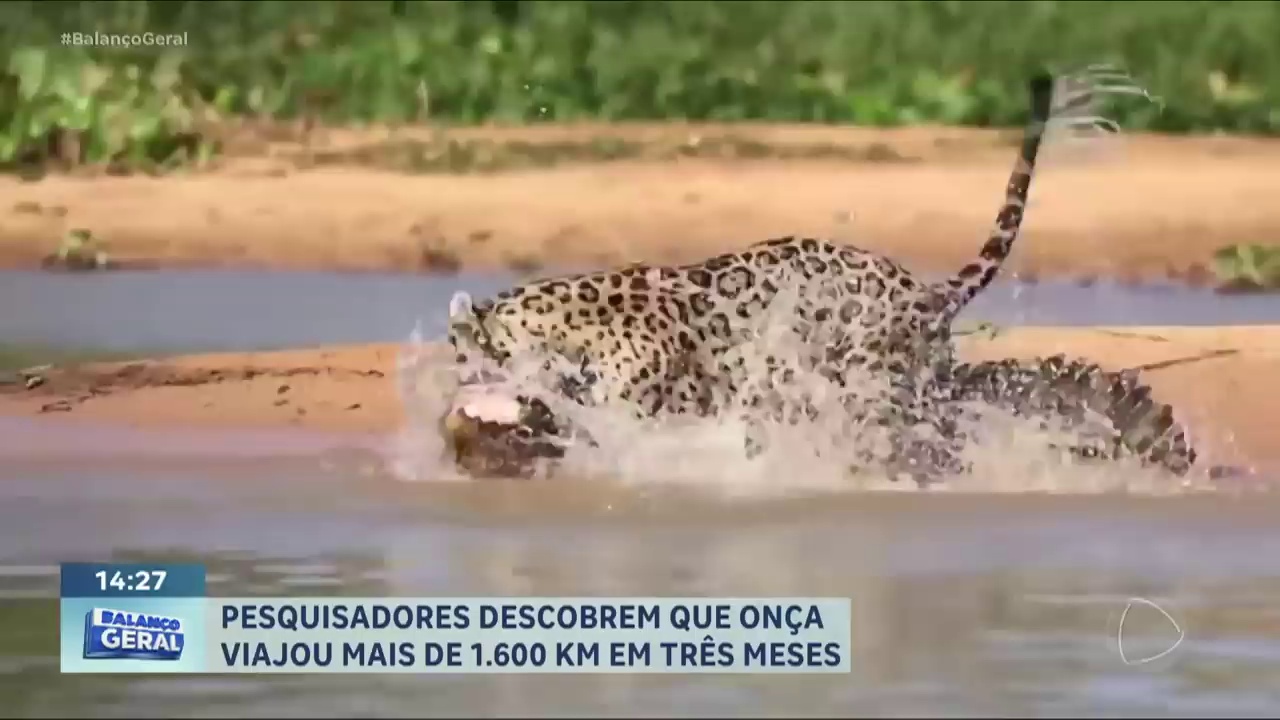 #BalançoGeral
14:27
BALANÇO
GERAL
PESQUISADORES DESCOBREM QUE ONÇA
VIAJOU MAIS DE 1.600 KM EM TRÊS MESES